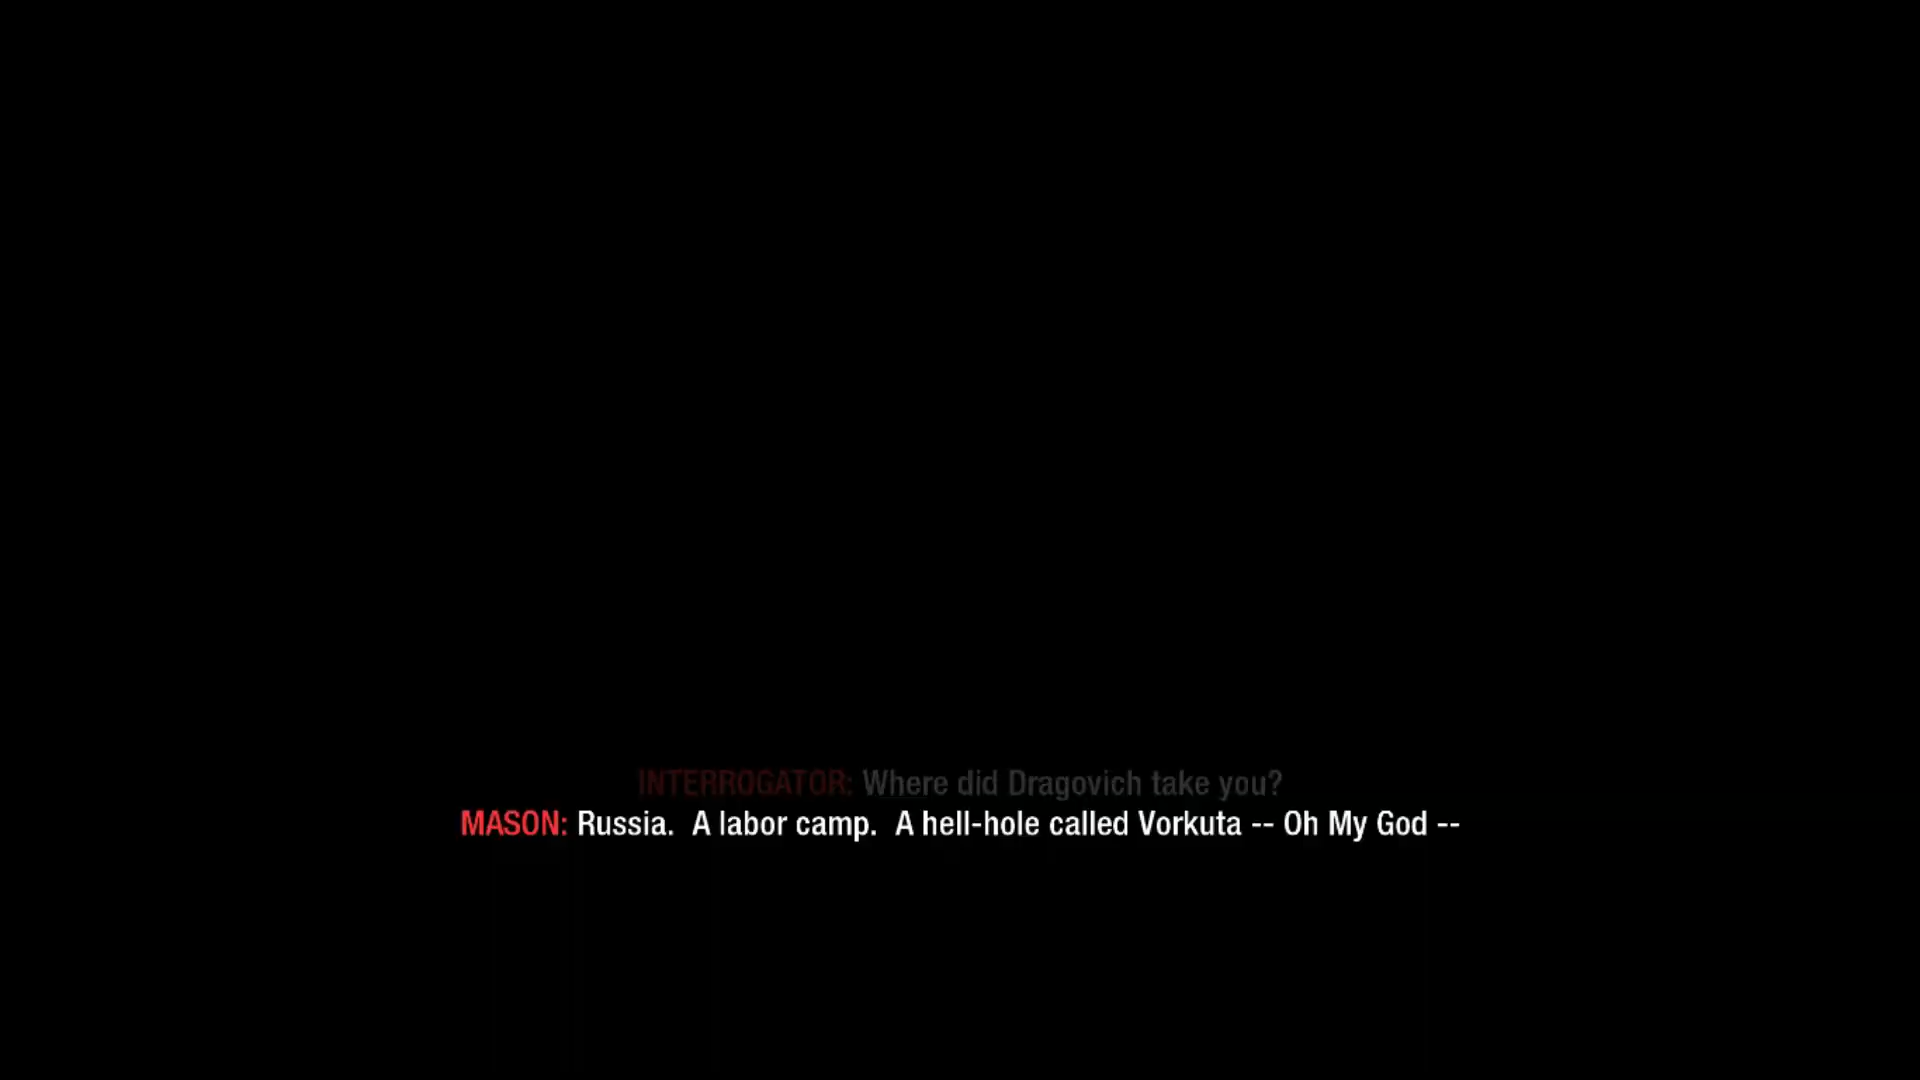 INTERROGATOR: Where did Dragovich take you?
MASON: Russia.  A labor camp.  A hell-hole called Vorkuta -- Oh My God --